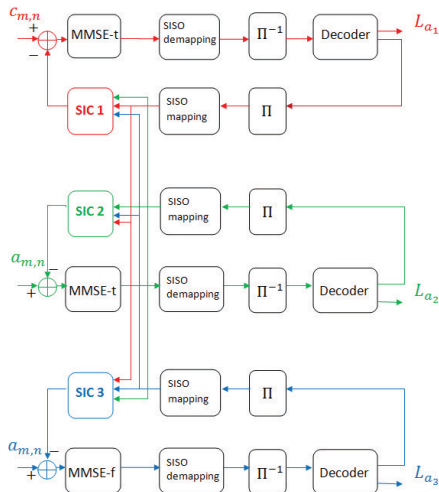 c_{m,n} + − MMSE-t SISO demapping Π⁻¹ Decoder L_{a_1}
SIC 1 SISO mapping Π
SIC 2 SISO mapping Π
a_{m,n} − + MMSE-t SISO demapping Π⁻¹ Decoder L_{a_2}
SIC 3 SISO mapping Π
a_{m,n} − + MMSE-f SISO demapping Π⁻¹ Decoder L_{a_3}